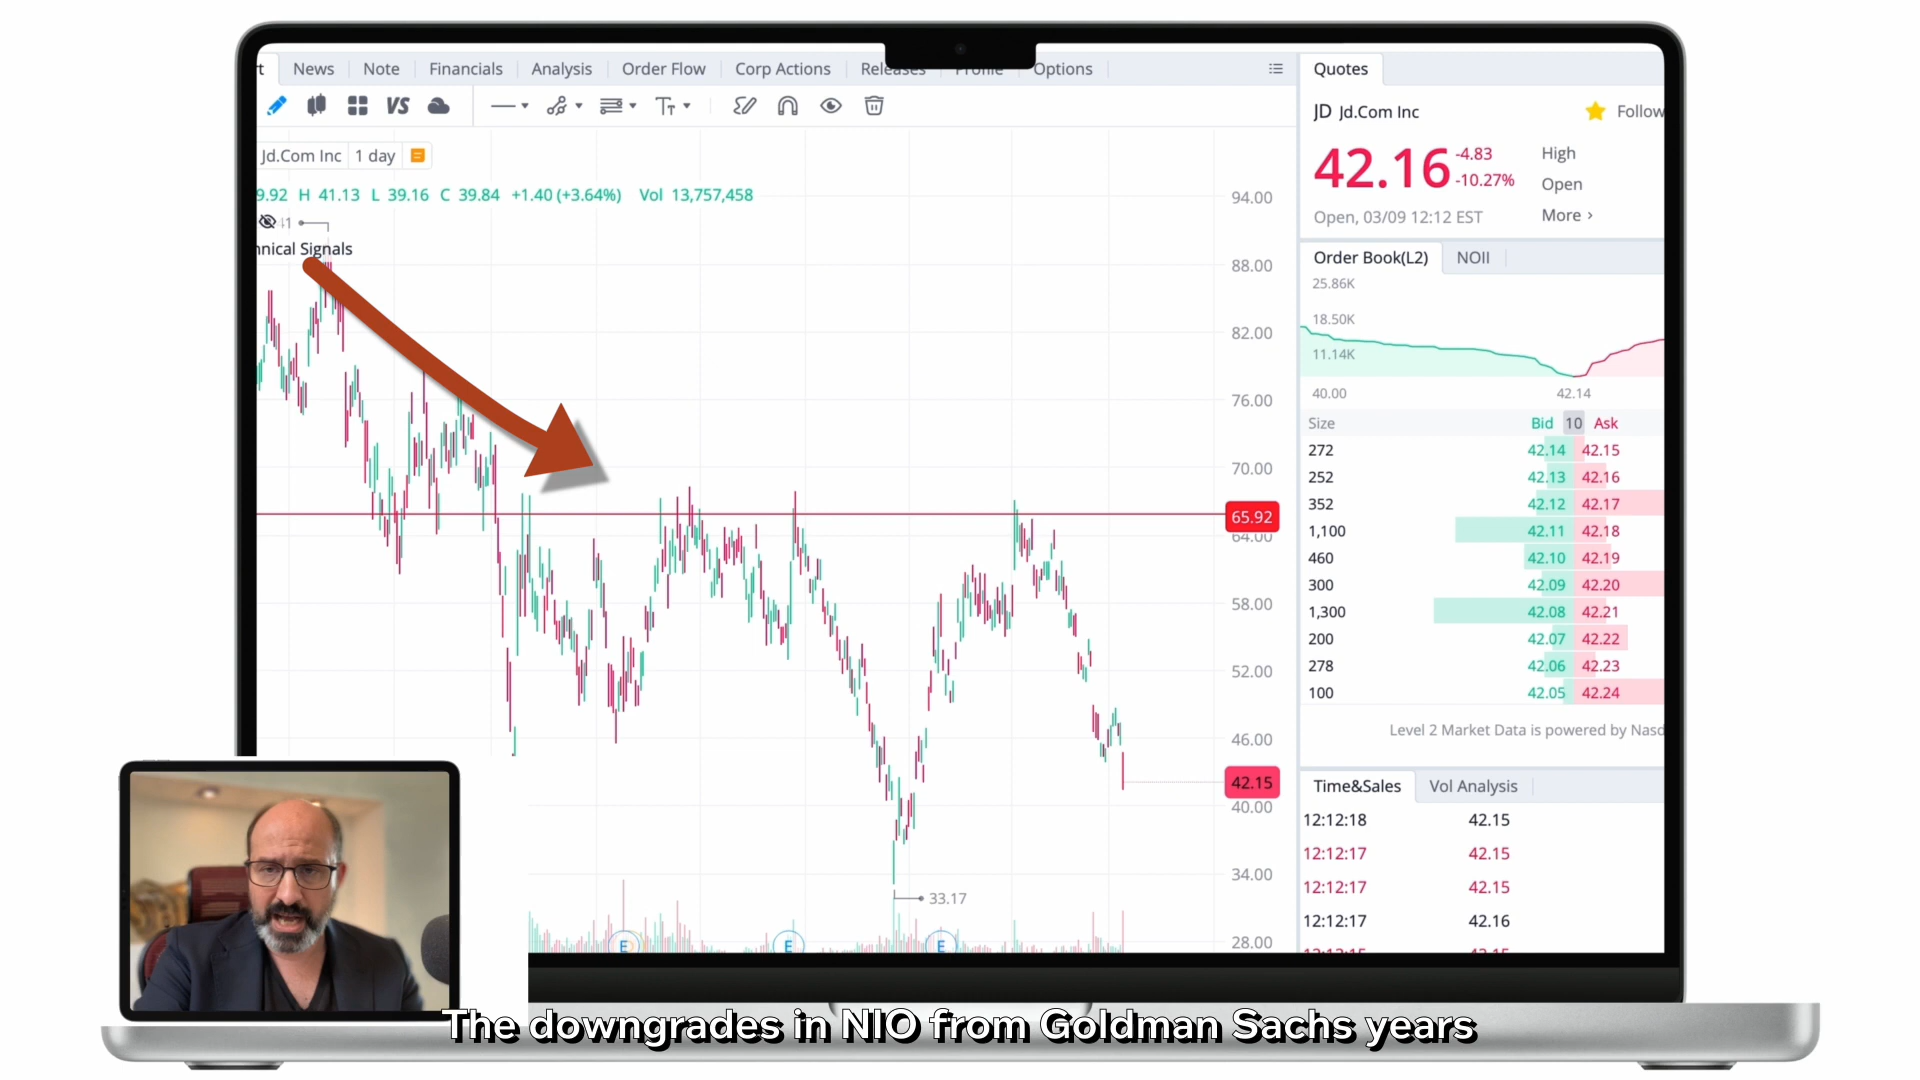 News Note Financials Analysis Order Flow Corp Actions Releases Profile Options
Quotes
VS
JD Jd.Com Inc
Follow
Jd.Com Inc 1 day
9.92 H 41.13 L 39.16 C 39.84 +1.40 (+3.64%) Vol 13,757,458
nnical Signals
42.16
-4.83
-10.27%
High
Open
More ›
Open, 03/09 12:12 EST
94.00
88.00
82.00
76.00
70.00
65.92
64.00
58.00
52.00
46.00
42.15
40.00
34.00
28.00
33.17
E E E
Order Book(L2) NOII
25.86K
18.50K
11.14K
40.00 42.14
Size Bid 10 Ask
272 42.14 42.15
252 42.13 42.16
352 42.12 42.17
1,100 42.11 42.18
460 42.10 42.19
300 42.09 42.20
1,300 42.08 42.21
200 42.07 42.22
278 42.06 42.23
100 42.05 42.24
Level 2 Market Data is powered by Nasd
Time&Sales Vol Analysis
12:12:18 42.15
12:12:17 42.15
12:12:17 42.15
12:12:17 42.16
The downgrades in NIO from Goldman Sachs years